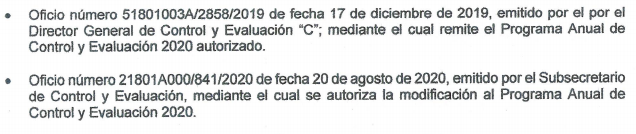 • Oficio número 51801003A/2858/2019 de fecha 17 de diciembre de 2019, emitido por el por el
Director General de Control y Evaluación "C"; mediante el cual remite el Programa Anual de
Control y Evaluación 2020 autorizado.
• Oficio número 21801A000/841/2020 de fecha 20 de agosto de 2020, emitido por el Subsecretario
de Control y Evaluación, mediante el cual se autoriza la modificación al Programa Anual de
Control y Evaluación 2020.